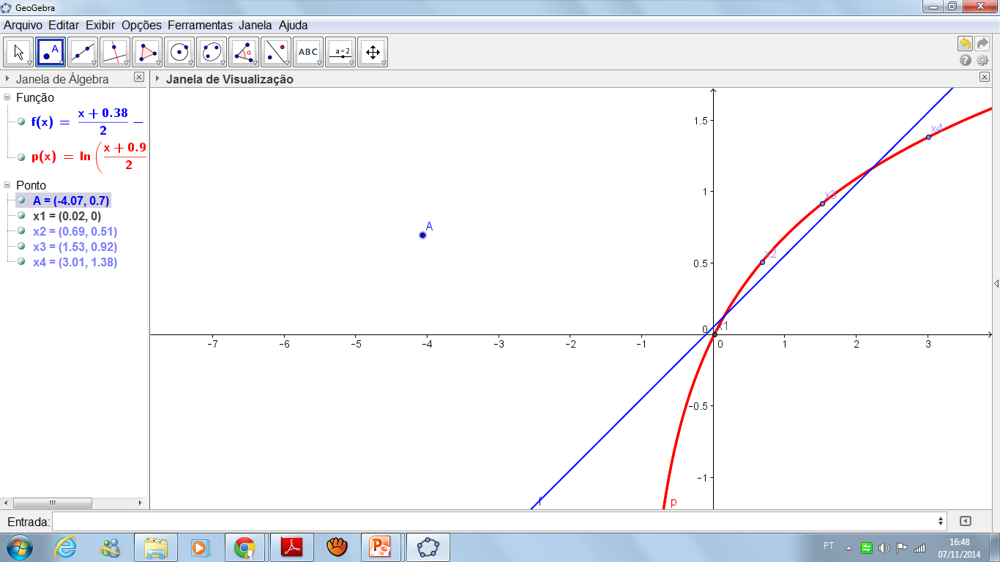 GeoGebra
Arquivo Editar Exibir Opções Ferramentas Janela Ajuda
A
α
ABC
a=2
Janela de Álgebra
Janela de Visualização
Função
f(x) = x + 0.38 / 2 −
p(x) = ln ( x + 0.9 / 2
Ponto
A = (-4.07, 0.7)
x1 = (0.02, 0)
x2 = (0.69, 0.51)
x3 = (1.53, 0.92)
x4 = (3.01, 1.38)
1.5
x4
1
x3
A
0.5
x2
0
x1
-7 -6 -5 -4 -3 -2 -1 0 1 2 3
-0.5
-1
f
p
Entrada:
PT
16:48
07/11/2014